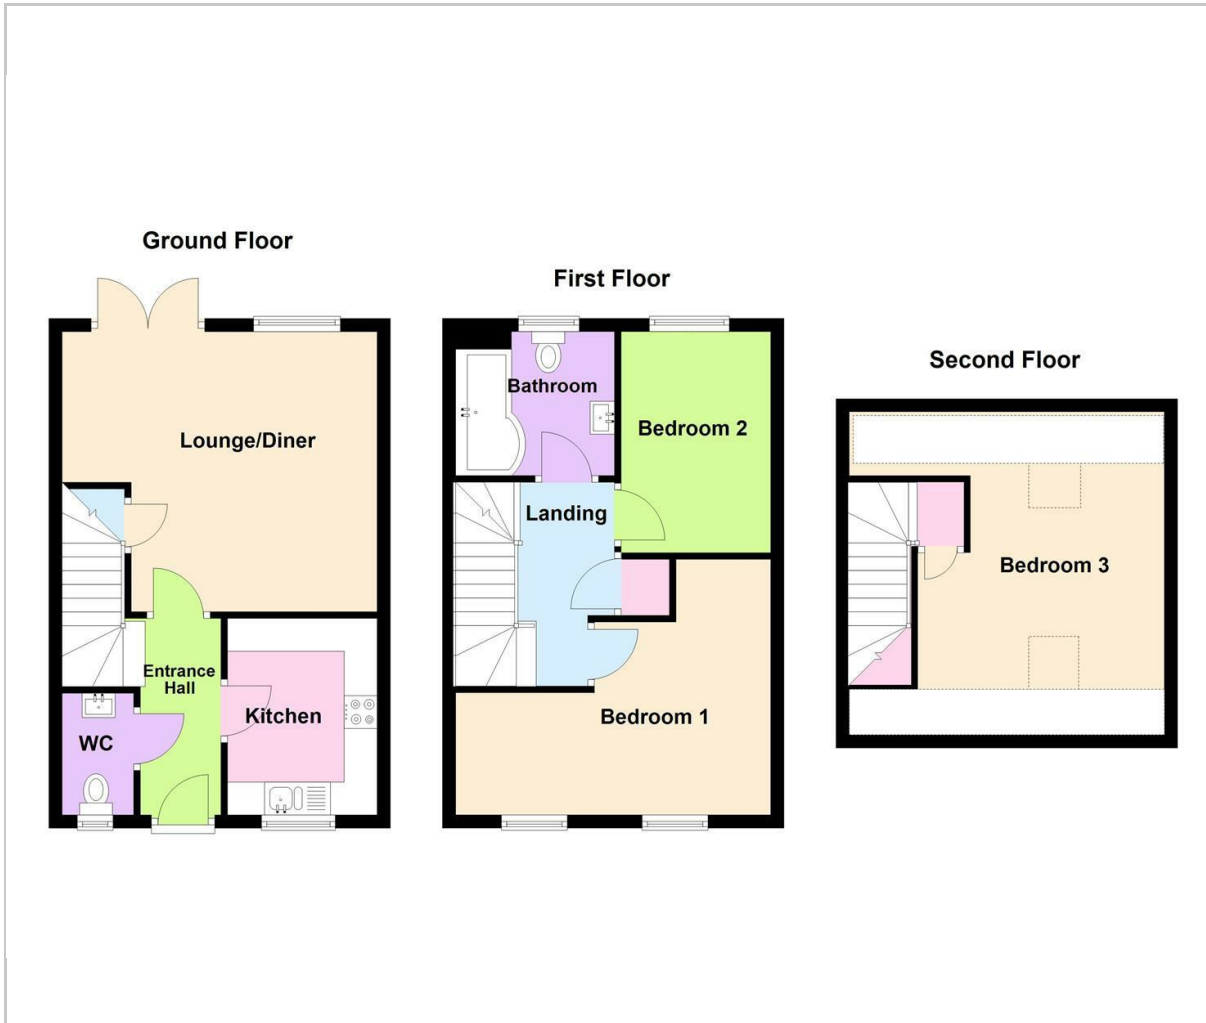 Ground Floor
Lounge/Diner
Entrance
Hall
Kitchen
WC
First Floor
Bathroom
Bedroom 2
Landing
Bedroom 1
Second Floor
Bedroom 3